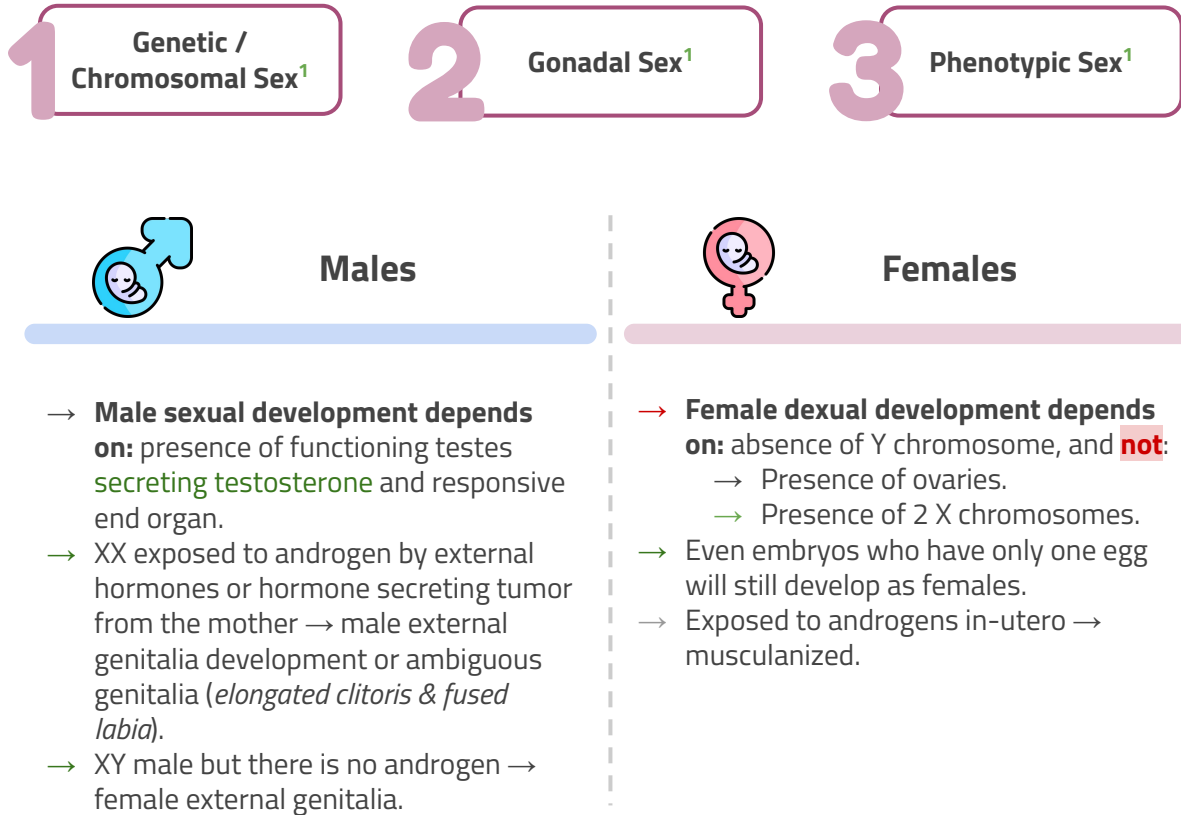 1
Genetic /
Chromosomal Sex¹
2
Gonadal Sex¹
3
Phenotypic Sex¹
Males
→ Male sexual development depends
on: presence of functioning testes
secreting testosterone and responsive
end organ.
→ XX exposed to androgen by external
hormones or hormone secreting tumor
from the mother → male external
genitalia development or ambiguous
genitalia (elongated clitoris & fused
labia).
→ XY male but there is no androgen →
female external genitalia.
Females
→ Female dexual development depends
on: absence of Y chromosome, and not:
→ Presence of ovaries.
→ Presence of 2 X chromosomes.
→ Even embryos who have only one egg
will still develop as females.
→ Exposed to androgens in-utero →
musculanized.